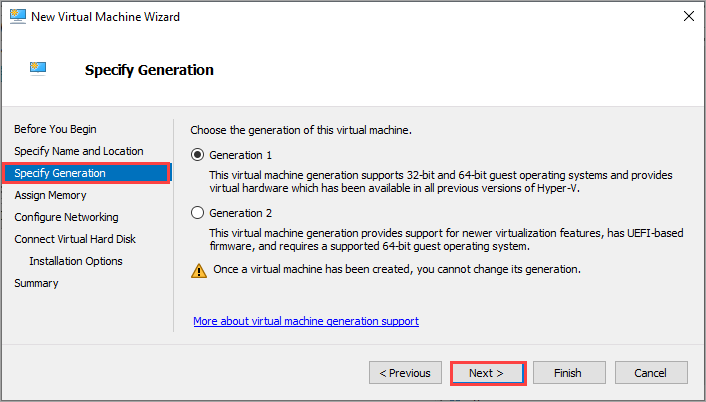 New Virtual Machine Wizard
Specify Generation
Before You Begin
Specify Name and Location
Specify Generation
Assign Memory
Configure Networking
Connect Virtual Hard Disk
Installation Options
Summary
Choose the generation of this virtual machine.
Generation 1
This virtual machine generation supports 32-bit and 64-bit guest operating systems and provides
virtual hardware which has been available in all previous versions of Hyper-V.
Generation 2
This virtual machine generation provides support for newer virtualization features, has UEFI-based
firmware, and requires a supported 64-bit guest operating system.
Once a virtual machine has been created, you cannot change its generation.
More about virtual machine generation support
< Previous
Next >
Finish
Cancel